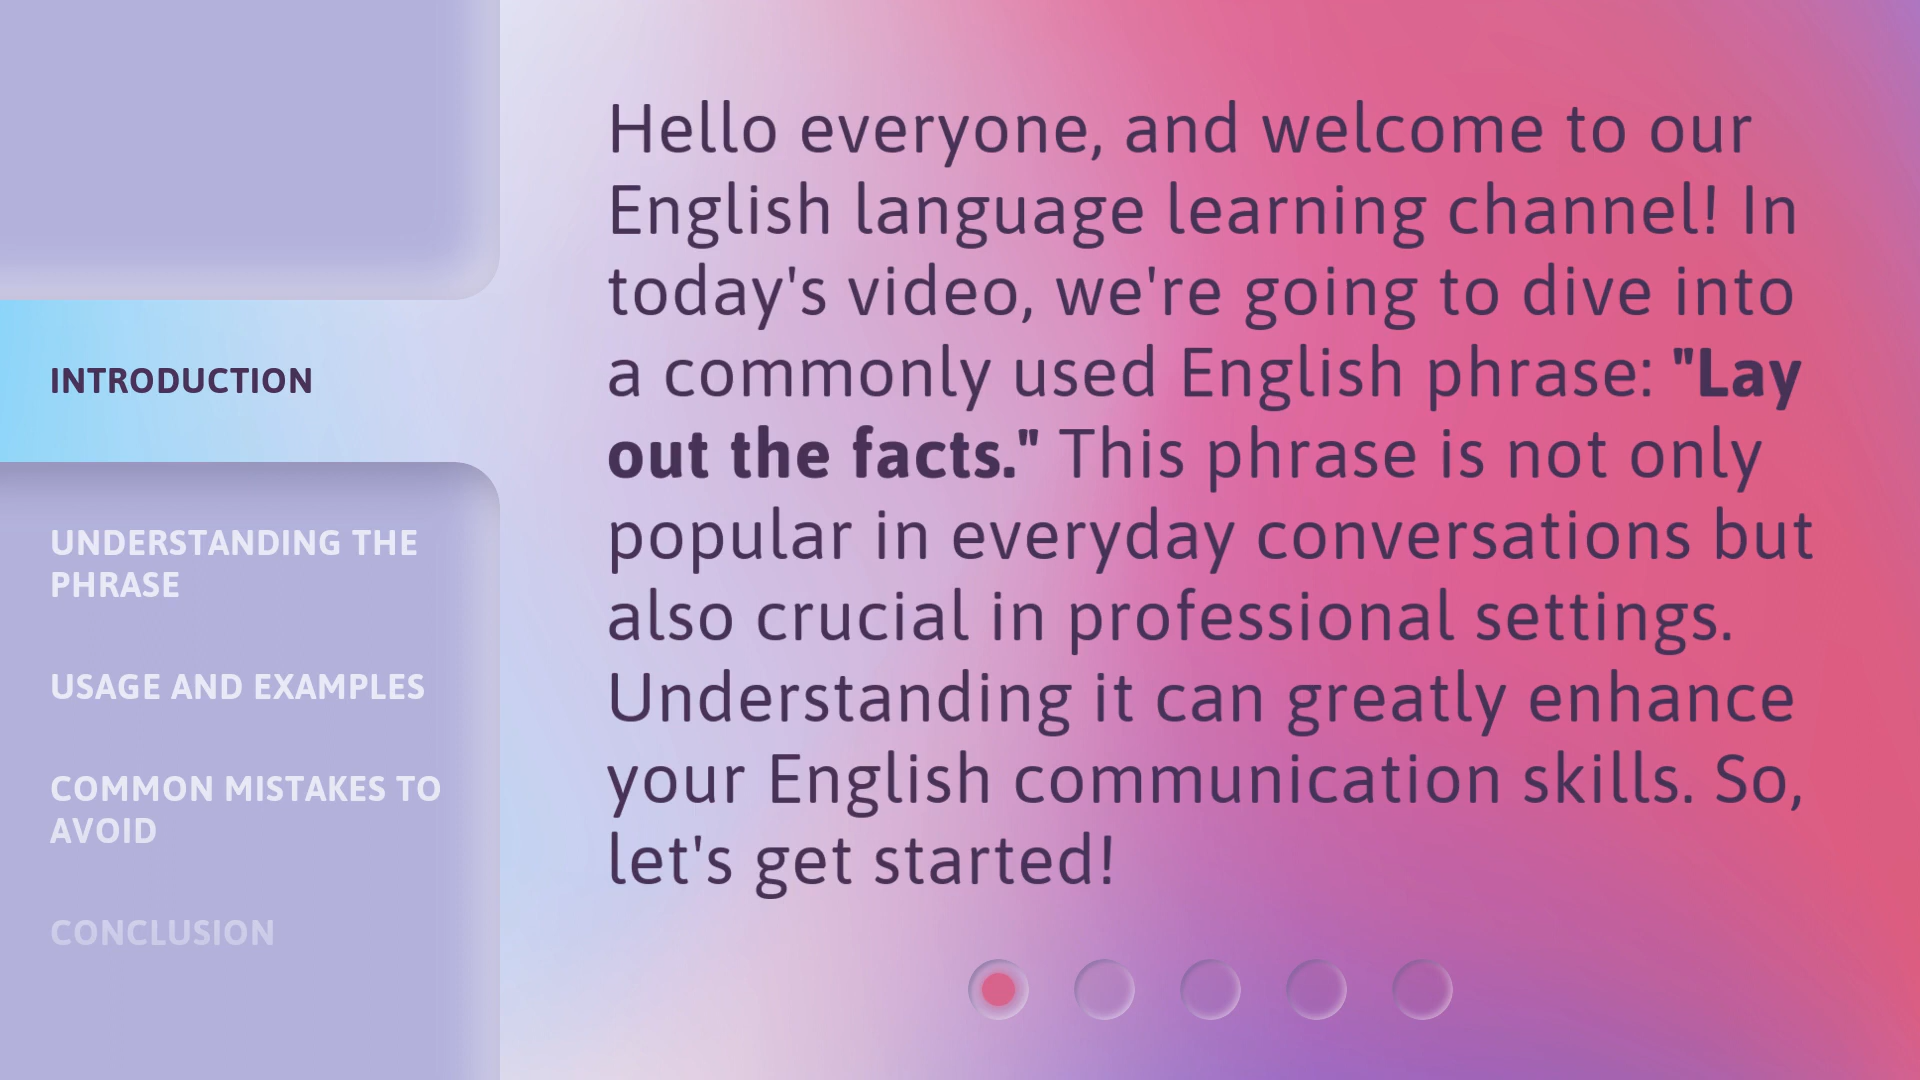 INTRODUCTION
UNDERSTANDING THE
PHRASE
USAGE AND EXAMPLES
COMMON MISTAKES TO
AVOID
CONCLUSION
Hello everyone, and welcome to our
English language learning channel! In
today's video, we're going to dive into
a commonly used English phrase: "Lay
out the facts." This phrase is not only
popular in everyday conversations but
also crucial in professional settings.
Understanding it can greatly enhance
your English communication skills. So,
let's get started!